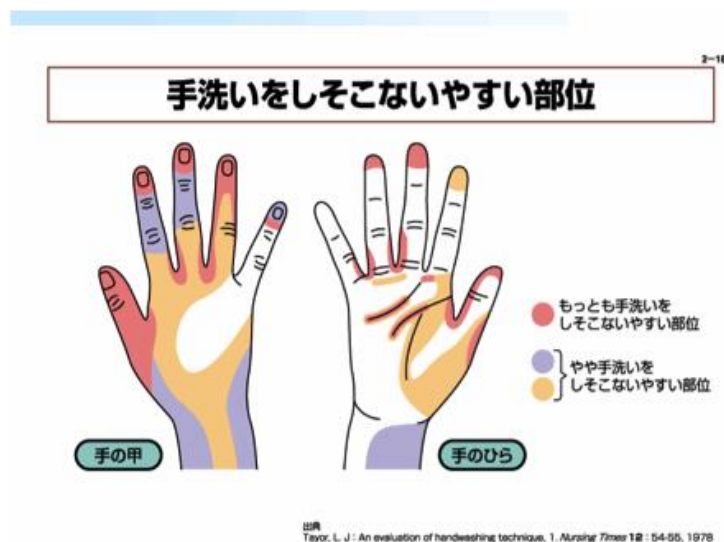 2-18
手洗いをしそこないやすい部位
もっとも手洗いを
しそこないやすい部位
やや手洗いを
しそこないやすい部位
手の甲
手のひら
出典
Tayor, L. J : An evaluation of handwashing technique, 1. Nursing Times 12 : 54-55, 1978